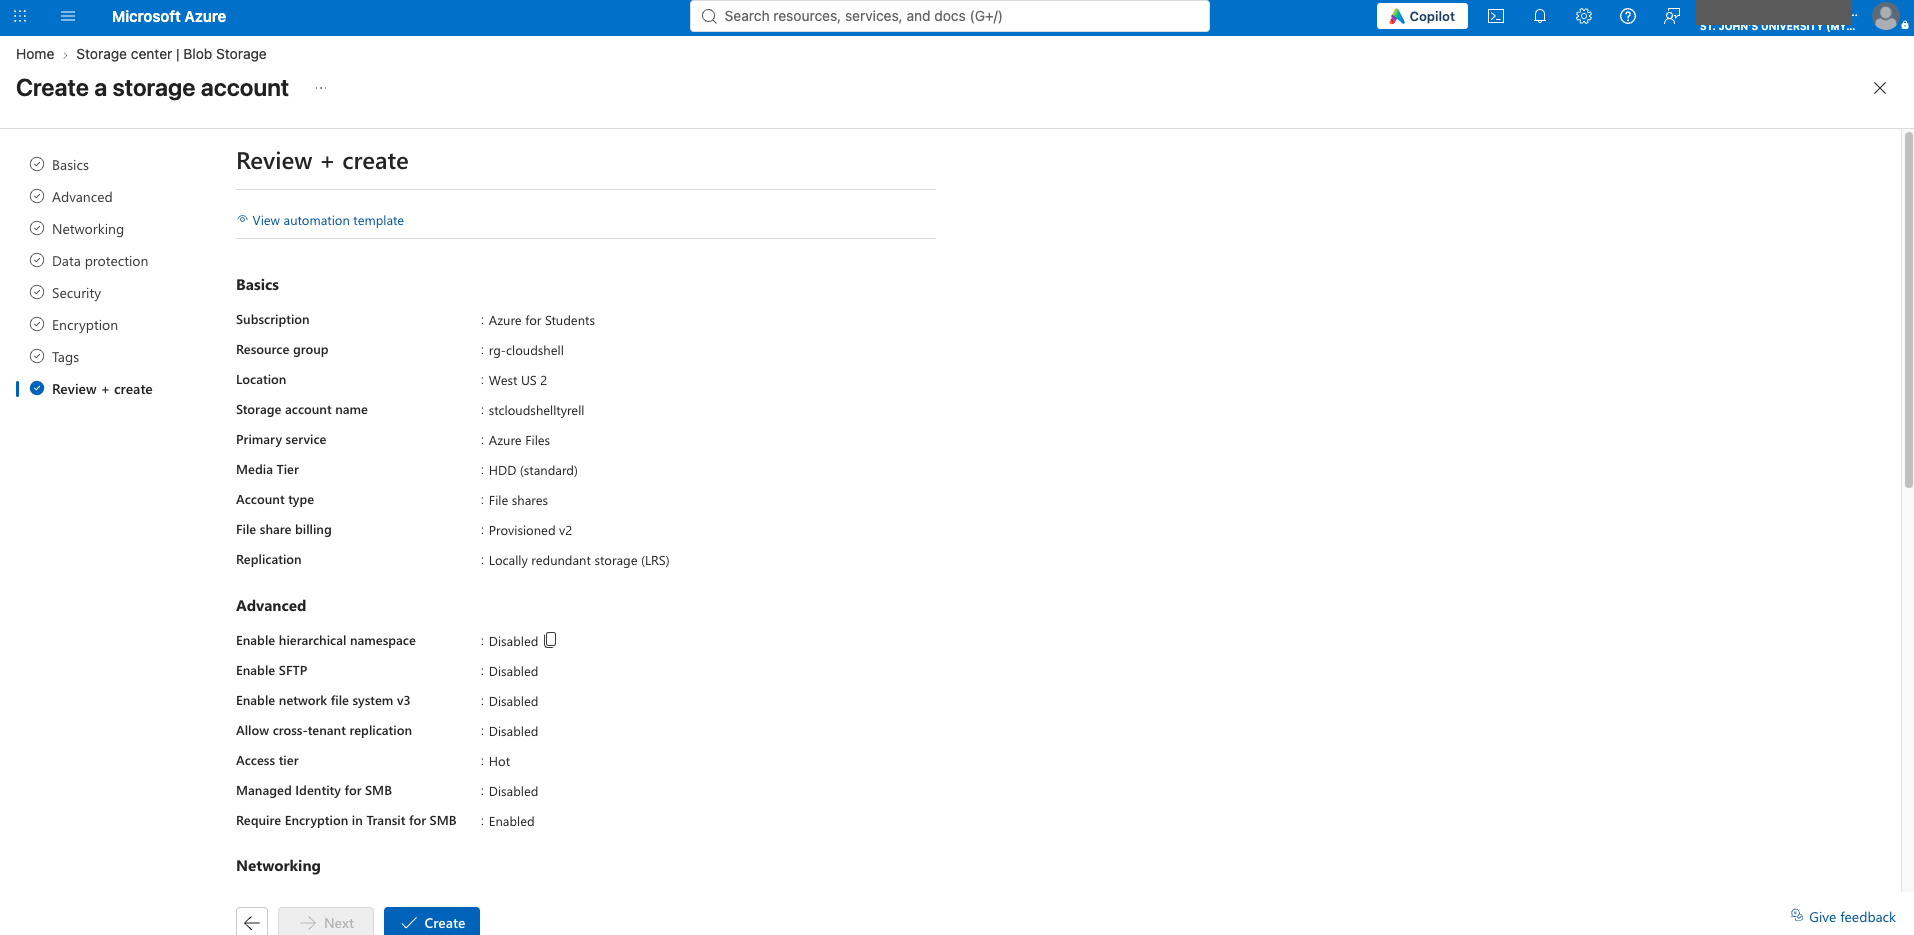 Microsoft Azure
Search resources, services, and docs (G+/)
Copilot
ST. JOHN'S UNIVERSITY (MY...
Home > Storage center | Blob Storage
Create a storage account ...
Basics
Advanced
Networking
Data protection
Security
Encryption
Tags
Review + create
Review + create
View automation template
Basics
Subscription : Azure for Students
Resource group : rg-cloudshell
Location : West US 2
Storage account name : stcloudshelltyrell
Primary service : Azure Files
Media Tier : HDD (standard)
Account type : File shares
File share billing : Provisioned v2
Replication : Locally redundant storage (LRS)
Advanced
Enable hierarchical namespace : Disabled
Enable SFTP : Disabled
Enable network file system v3 : Disabled
Allow cross-tenant replication : Disabled
Access tier : Hot
Managed Identity for SMB : Disabled
Require Encryption in Transit for SMB : Enabled
Networking
Next
Create
Give feedback